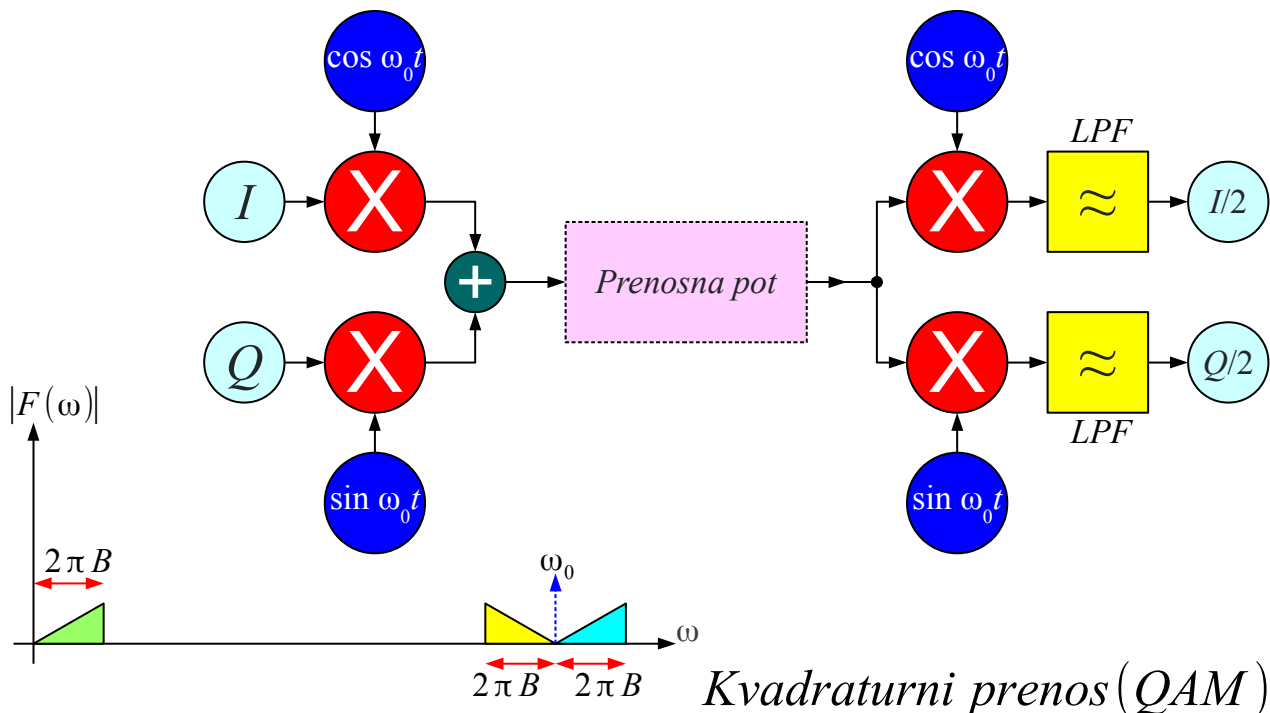 cos ω₀t
cos ω₀t
LPF
I
X
X
≈
I/2
+
Prenosna pot
Q
X
X
≈
Q/2
LPF
|F(ω)|
sin ω₀t
sin ω₀t
2πB
ω₀
ω
2πB
2πB
Kvadraturni prenos(QAM)